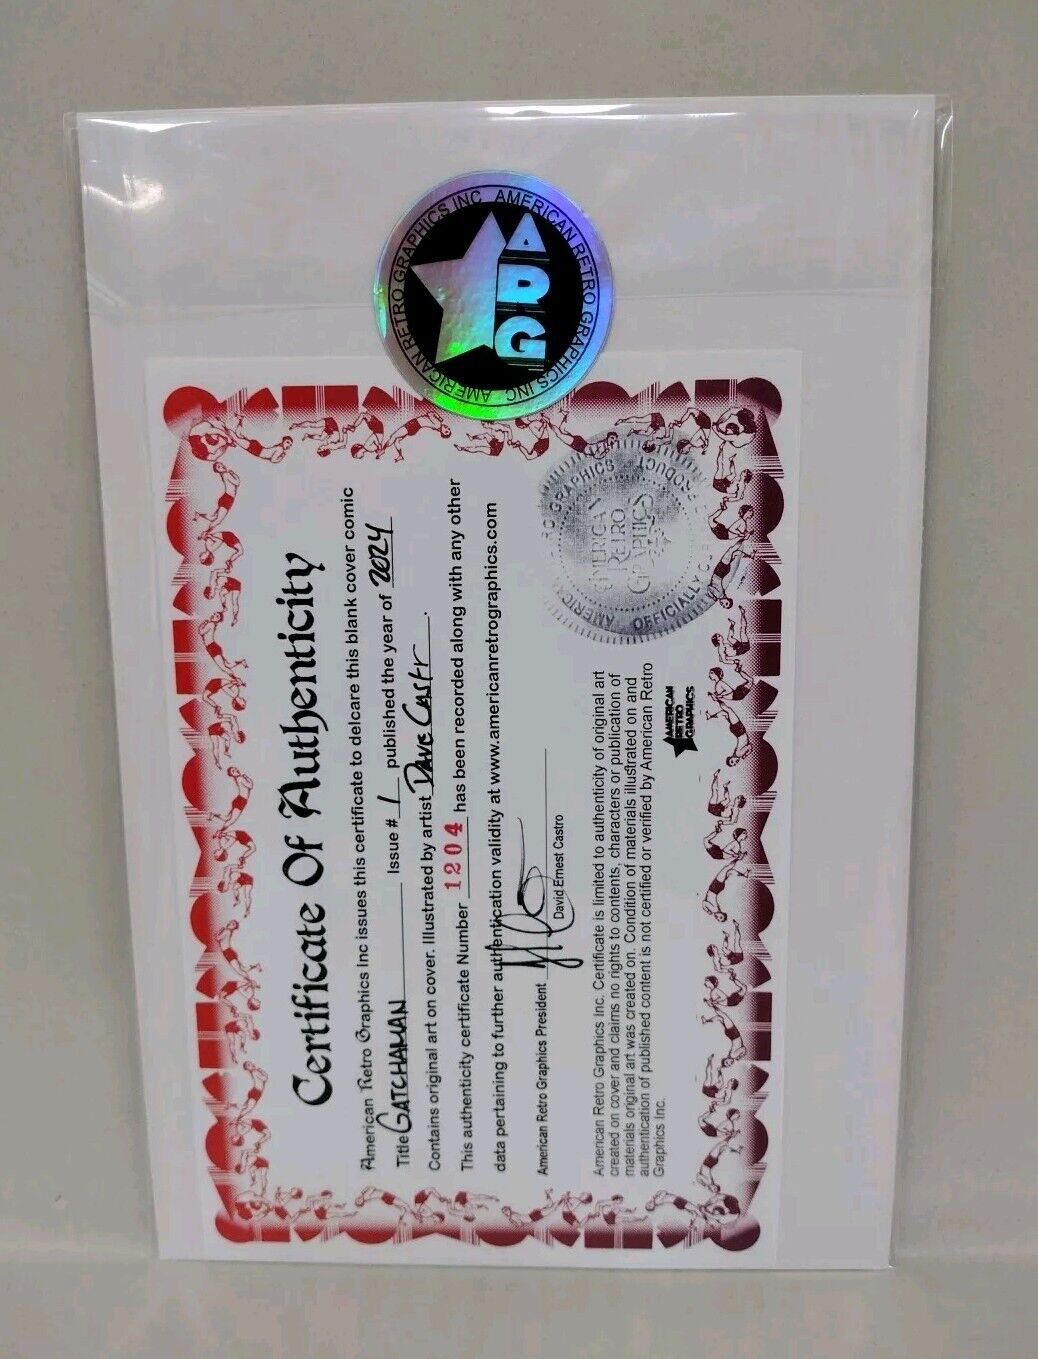 AMERICAN RETRO GRAPHICS INC. AMERICAN RETRO GRAPHICS INC.
ARG
Certificate Of Authenticity
American Retro Graphics Inc issues this certificate to delcare this blank cover comic
Title GATCHAMAN Issue # 1 published the year of 2024
Contains original art on cover. Illustrated by artist Dave Castr.
This authenticity certificate Number 1204 has been recorded along with any other
data pertaining to further authentication validity at www.americanretrographics.com
American Retro Graphics President
David Ernest Castro
American Retro Graphics Inc. Certificate is limited to authenticity of original art
created on cover and claims no rights to contents, characters or publication of
materials original art was created on. Condition of materials illustrated on and
authentication of published content is not certified or verified by American Retro
Graphics Inc.
AMERICAN
RETRO
GRAPHICS
AMERICAN
RETRO
GRAPHICS
OFFICIALLY
PRODUCT